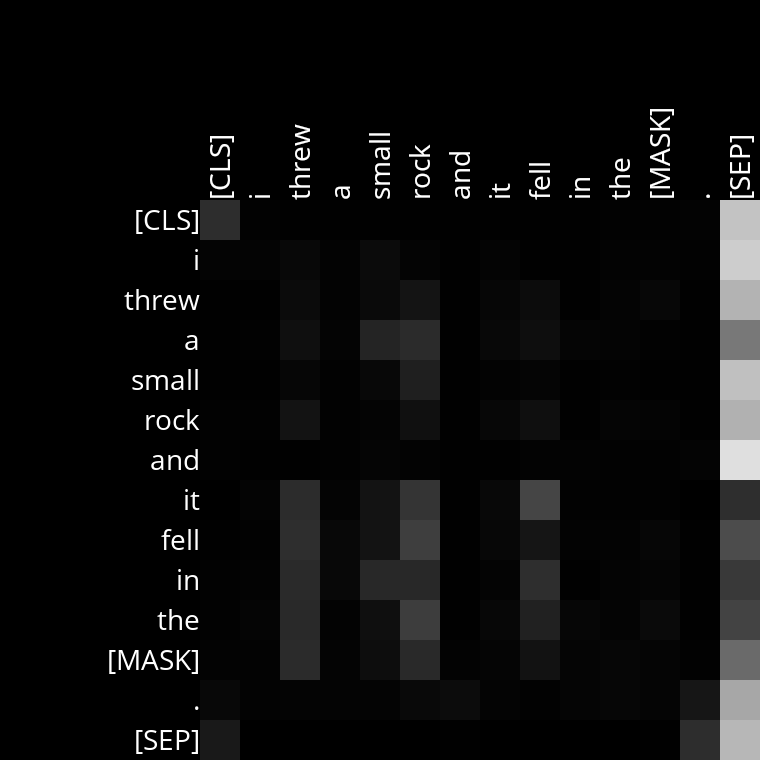 [CLS] i threw a small rock and it fell in the [MASK] . [SEP]
[CLS]
i
threw
a
small
rock
and
it
fell
in
the
[MASK]
.
[SEP]